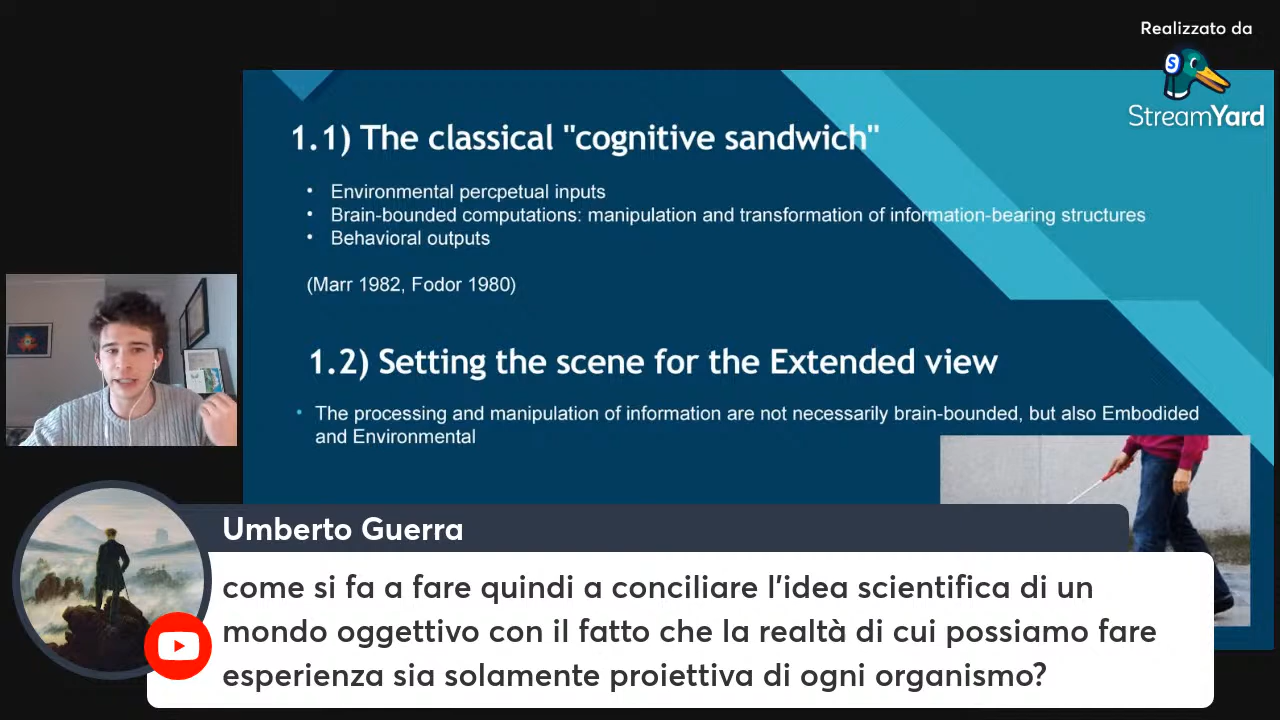 Realizzato da
StreamYard
1.1) The classical "cognitive sandwich"
• Environmental percpetual inputs
• Brain-bounded computations: manipulation and transformation of information-bearing structures
• Behavioral outputs
(Marr 1982, Fodor 1980)
1.2) Setting the scene for the Extended view
• The processing and manipulation of information are not necessarily brain-bounded, but also Embodided
and Environmental
Umberto Guerra
come si fa a fare quindi a conciliare l'idea scientifica di un
mondo oggettivo con il fatto che la realtà di cui possiamo fare
esperienza sia solamente proiettiva di ogni organismo?